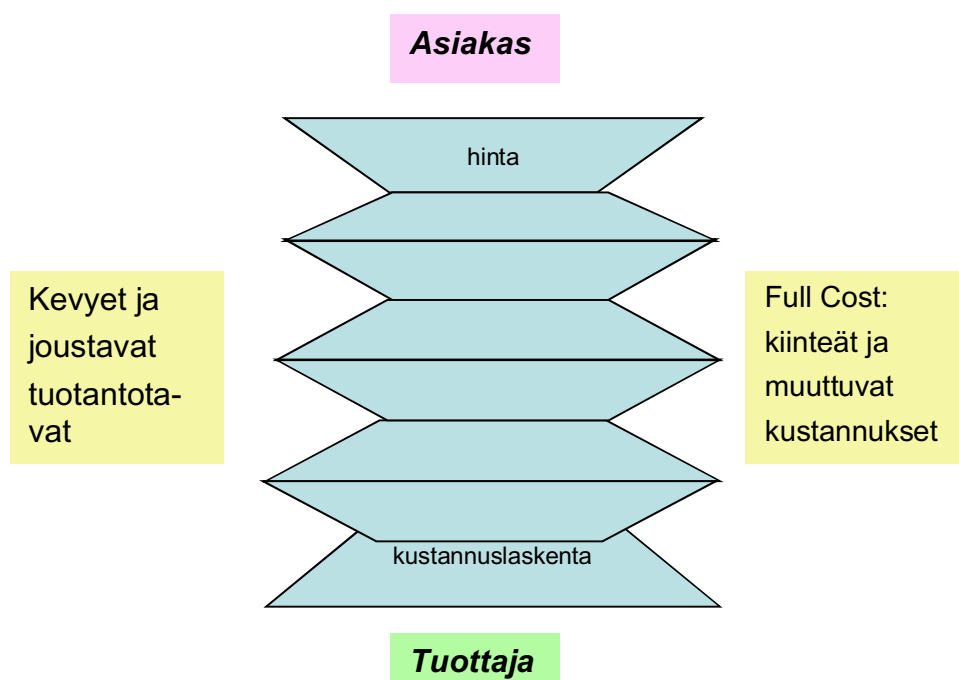 Asiakas
hinta
Kevyet ja
joustavat
tuotantota-
vat
Full Cost:
kiinteät ja
muuttuvat
kustannukset
kustannuslaskenta
Tuottaja